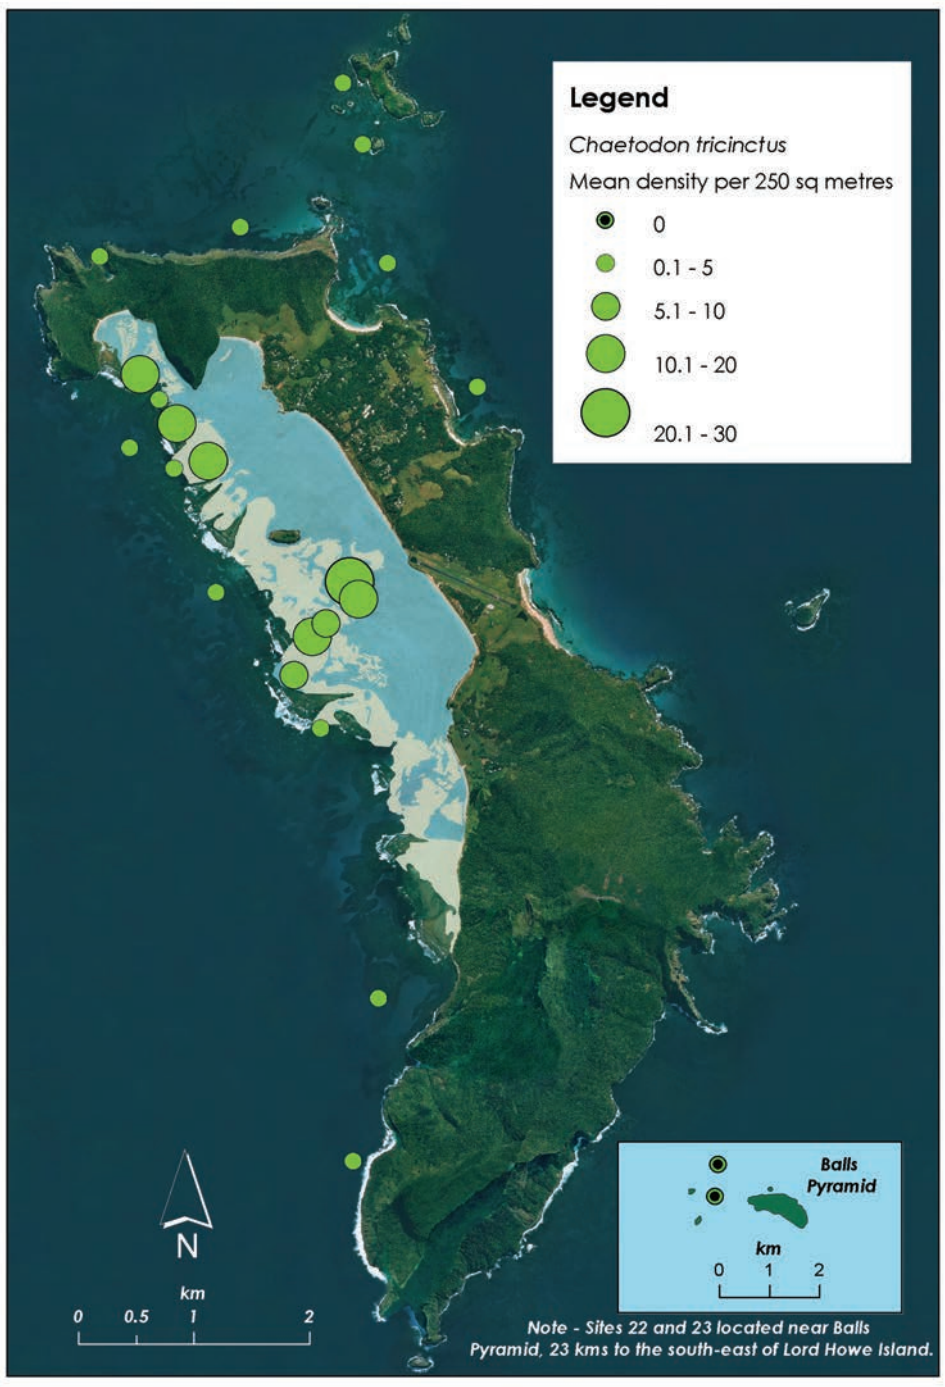 Legend
Chaetodon tricinctus
Mean density per 250 sq metres
0
0.1 - 5
5.1 - 10
10.1 - 20
20.1 - 30
N
km
0 0.5 1 2
Balls
Pyramid
km
0 1 2
Note - Sites 22 and 23 located near Balls
Pyramid, 23 kms to the south-east of Lord Howe Island.